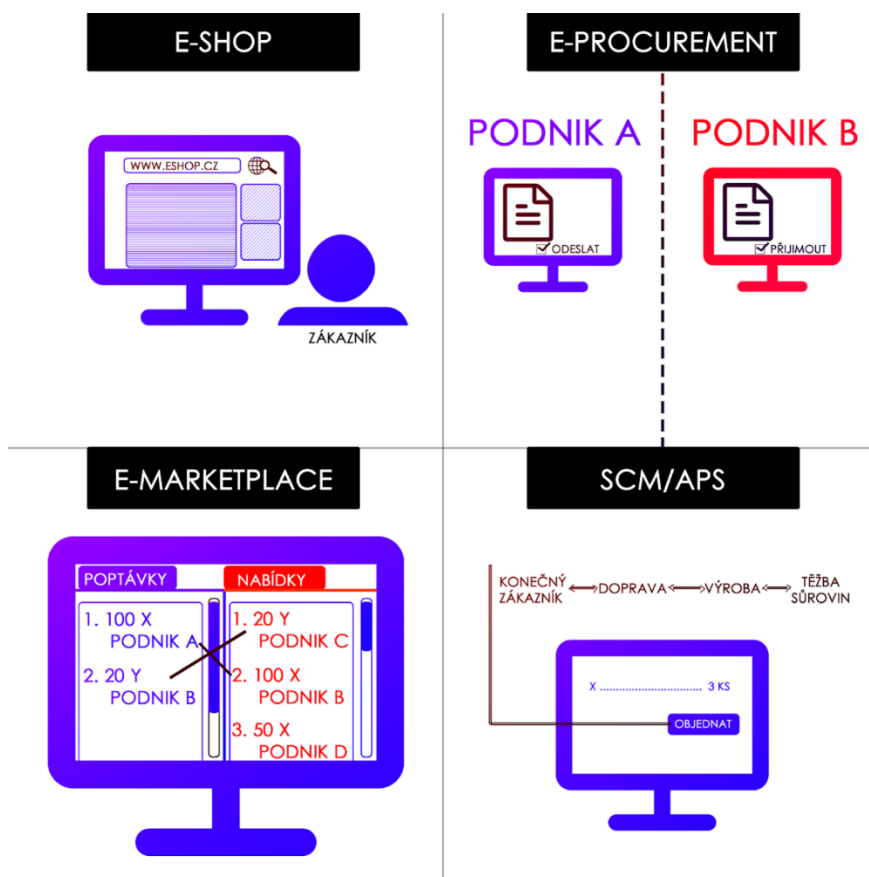 E-SHOP
WWW.ESHOP.CZ
ZÁKAZNÍK
E-PROCUREMENT
PODNIK A
PODNIK B
ODESLAT
PŘIJIMOUT
E-MARKETPLACE
POPTÁVKY
1. 100 X
PODNIK A
2. 20 Y
PODNIK B
NABÍDKY
1. 20 Y
PODNIK C
2. 100 X
PODNIK B
3. 50 X
PODNIK D
SCM/APS
KONEČNÝ
ZÁKAZNÍK
DOPRAVA
VÝROBA
TĚŽBA
SŮROVIN
X ................................ 3 KS
OBJEDNAT